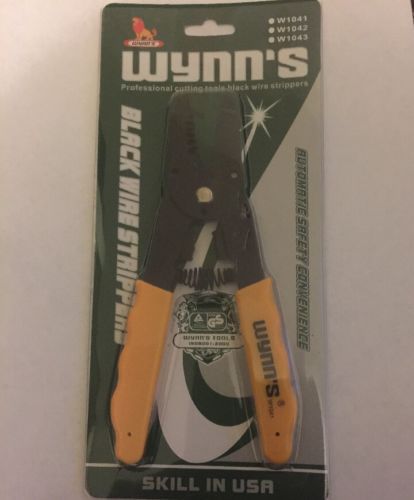 WYNN'S
W1041
W1042
W1043
WYNN'S
Professional cutting tools black wire strippers
BLACK WIRE STRIPPERS
AUTOMATIC SAFETY CONVENIENCE
WYNN'S TOOLS
WYNN'S®
SKILL IN USA